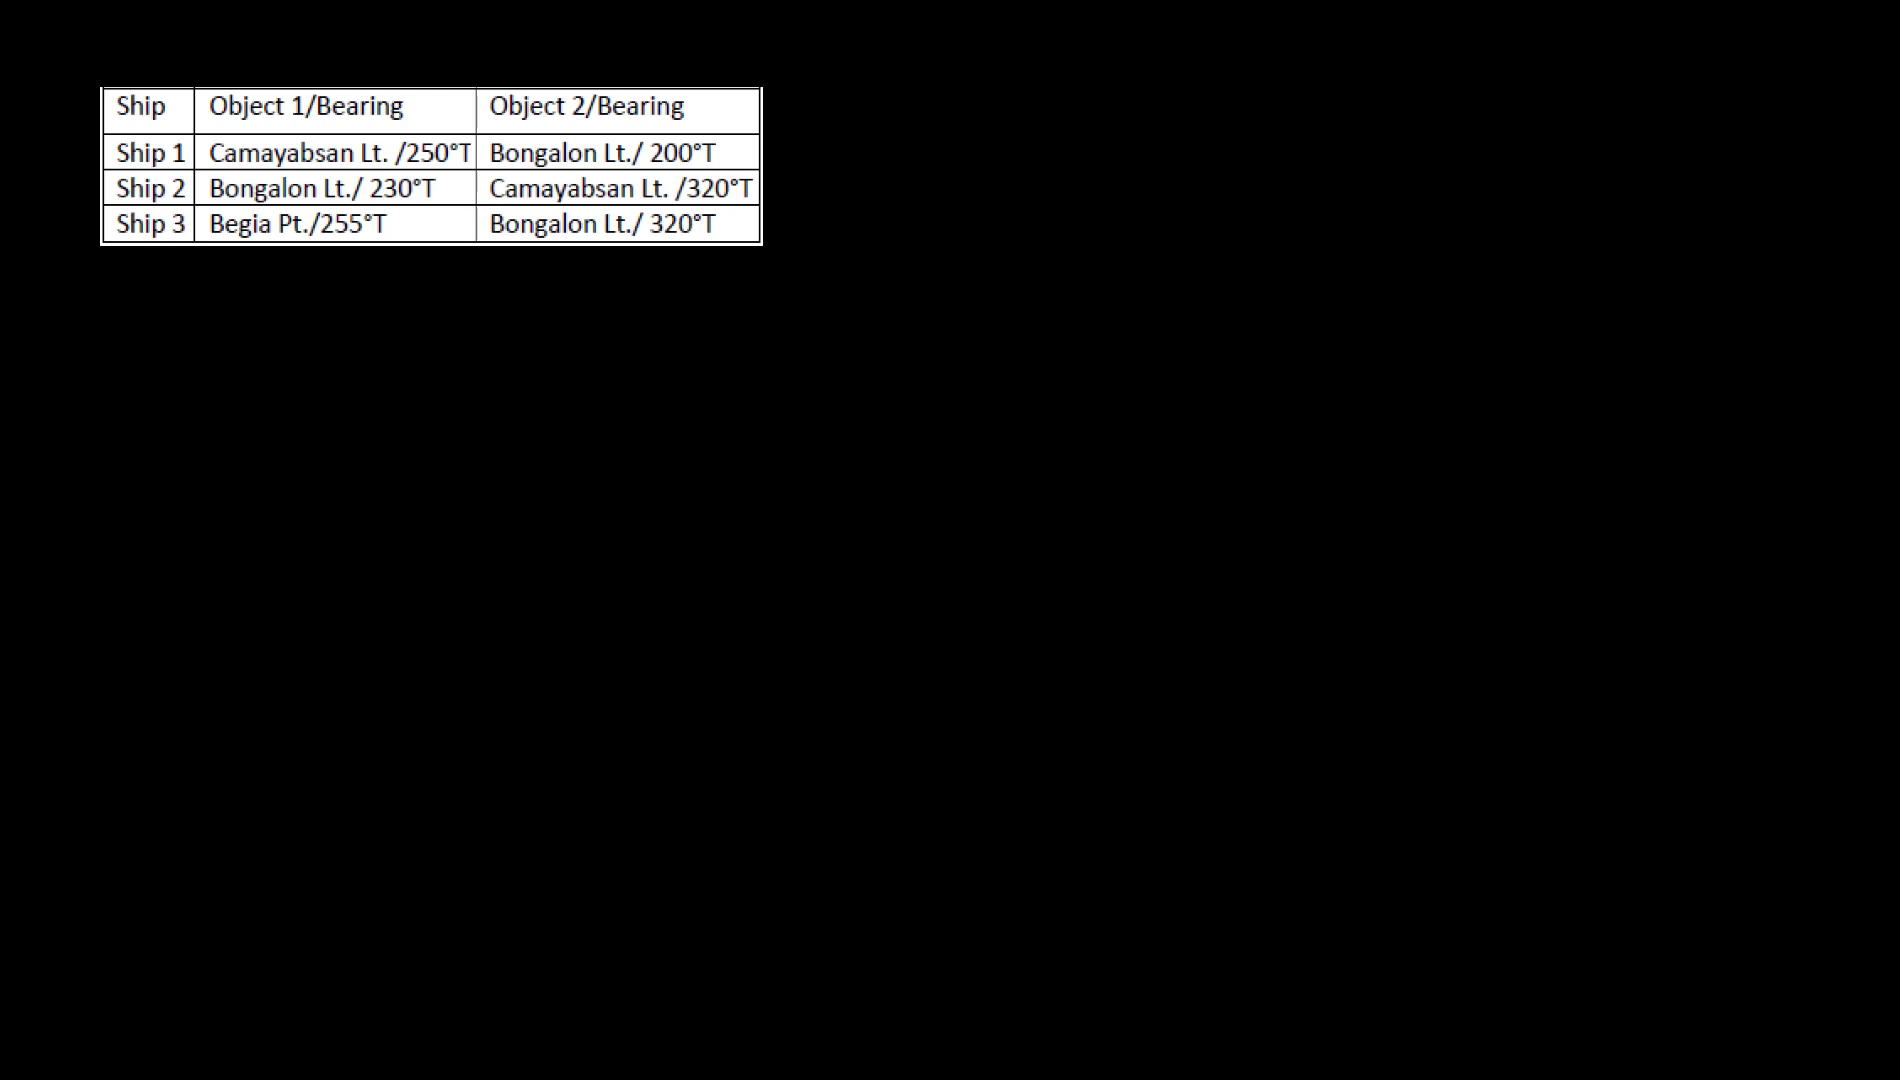 Ship Object 1/Bearing Object 2/Bearing
Ship 1 Camayabsan Lt. /250°T Bongalon Lt./ 200°T
Ship 2 Bongalon Lt./ 230°T Camayabsan Lt. /320°T
Ship 3 Begia Pt./255°T Bongalon Lt./ 320°T